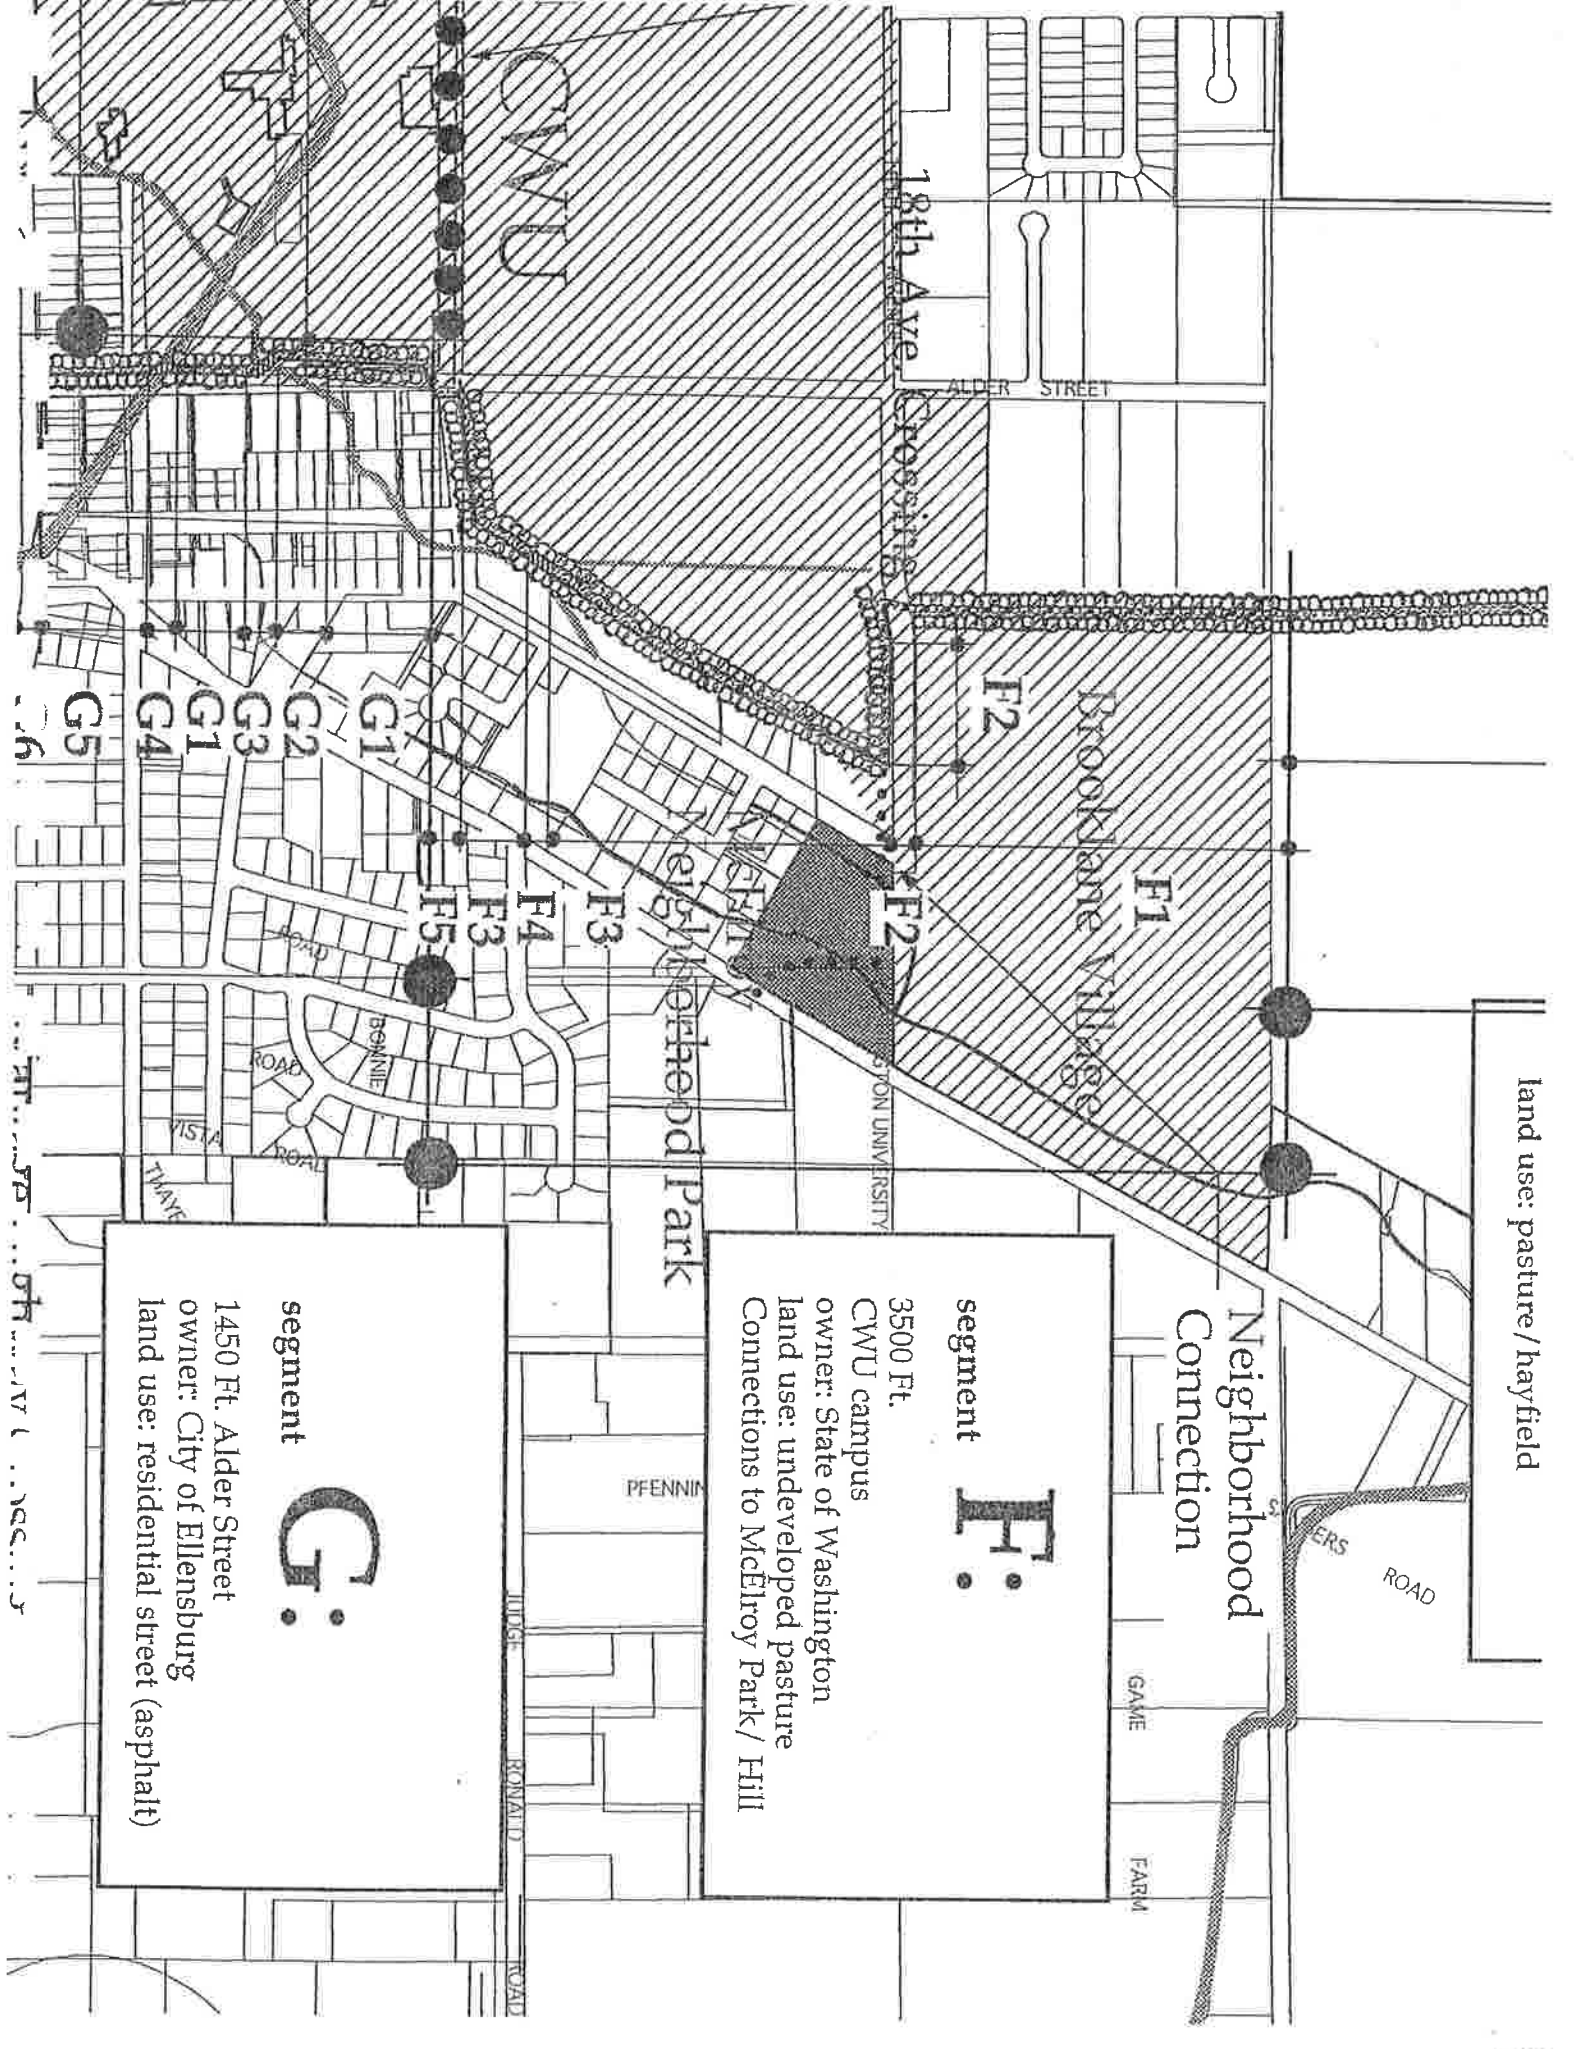 land use: pasture/hayfield
Neighborhood
Connection
ROAD
GAME
FARM
F1
Brooklane Village
F2
18th Ave. Crossing
ALDER STREET
F2
CWU
Neighborhood Park
F3
F4
F3
F5
G1
G2
G3
G1
G4
G5
ROAD
BONNIE
ROAD
VISTA
ROAD
UNIVERSITY
JUDGE
RONALD
ROAD
segment F:
3500 Ft.
CWU campus
owner: State of Washington
land use: undeveloped pasture
Connections to McElroy Park/ Hill
segment G:
1450 Ft. Alder Street
owner: City of Ellensburg
land use: residential street (asphalt)